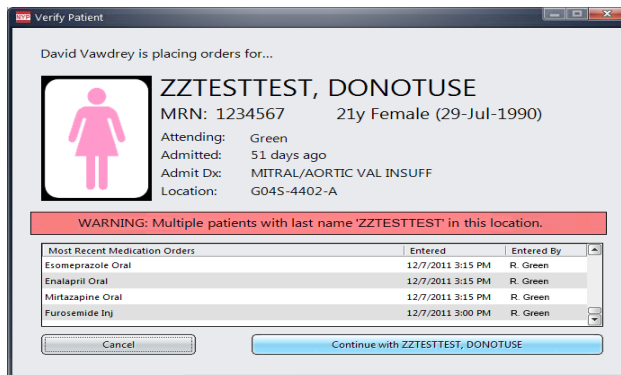 NYP Verify Patient
David Vawdrey is placing orders for...
ZZTESTTEST, DONOTUSE
MRN: 1234567 21y Female (29-Jul-1990)
Attending: Green
Admitted: 51 days ago
Admit Dx: MITRAL/AORTIC VAL INSUFF
Location: G04S-4402-A
WARNING: Multiple patients with last name 'ZZTESTTEST' in this location.
Most Recent Medication Orders Entered Entered By
Esomeprazole Oral 12/7/2011 3:15 PM R. Green
Enalapril Oral 12/7/2011 3:15 PM R. Green
Mirtazapine Oral 12/7/2011 3:15 PM R. Green
Furosemide Inj 12/7/2011 3:00 PM R. Green
Cancel Continue with ZZTESTTEST, DONOTUSE